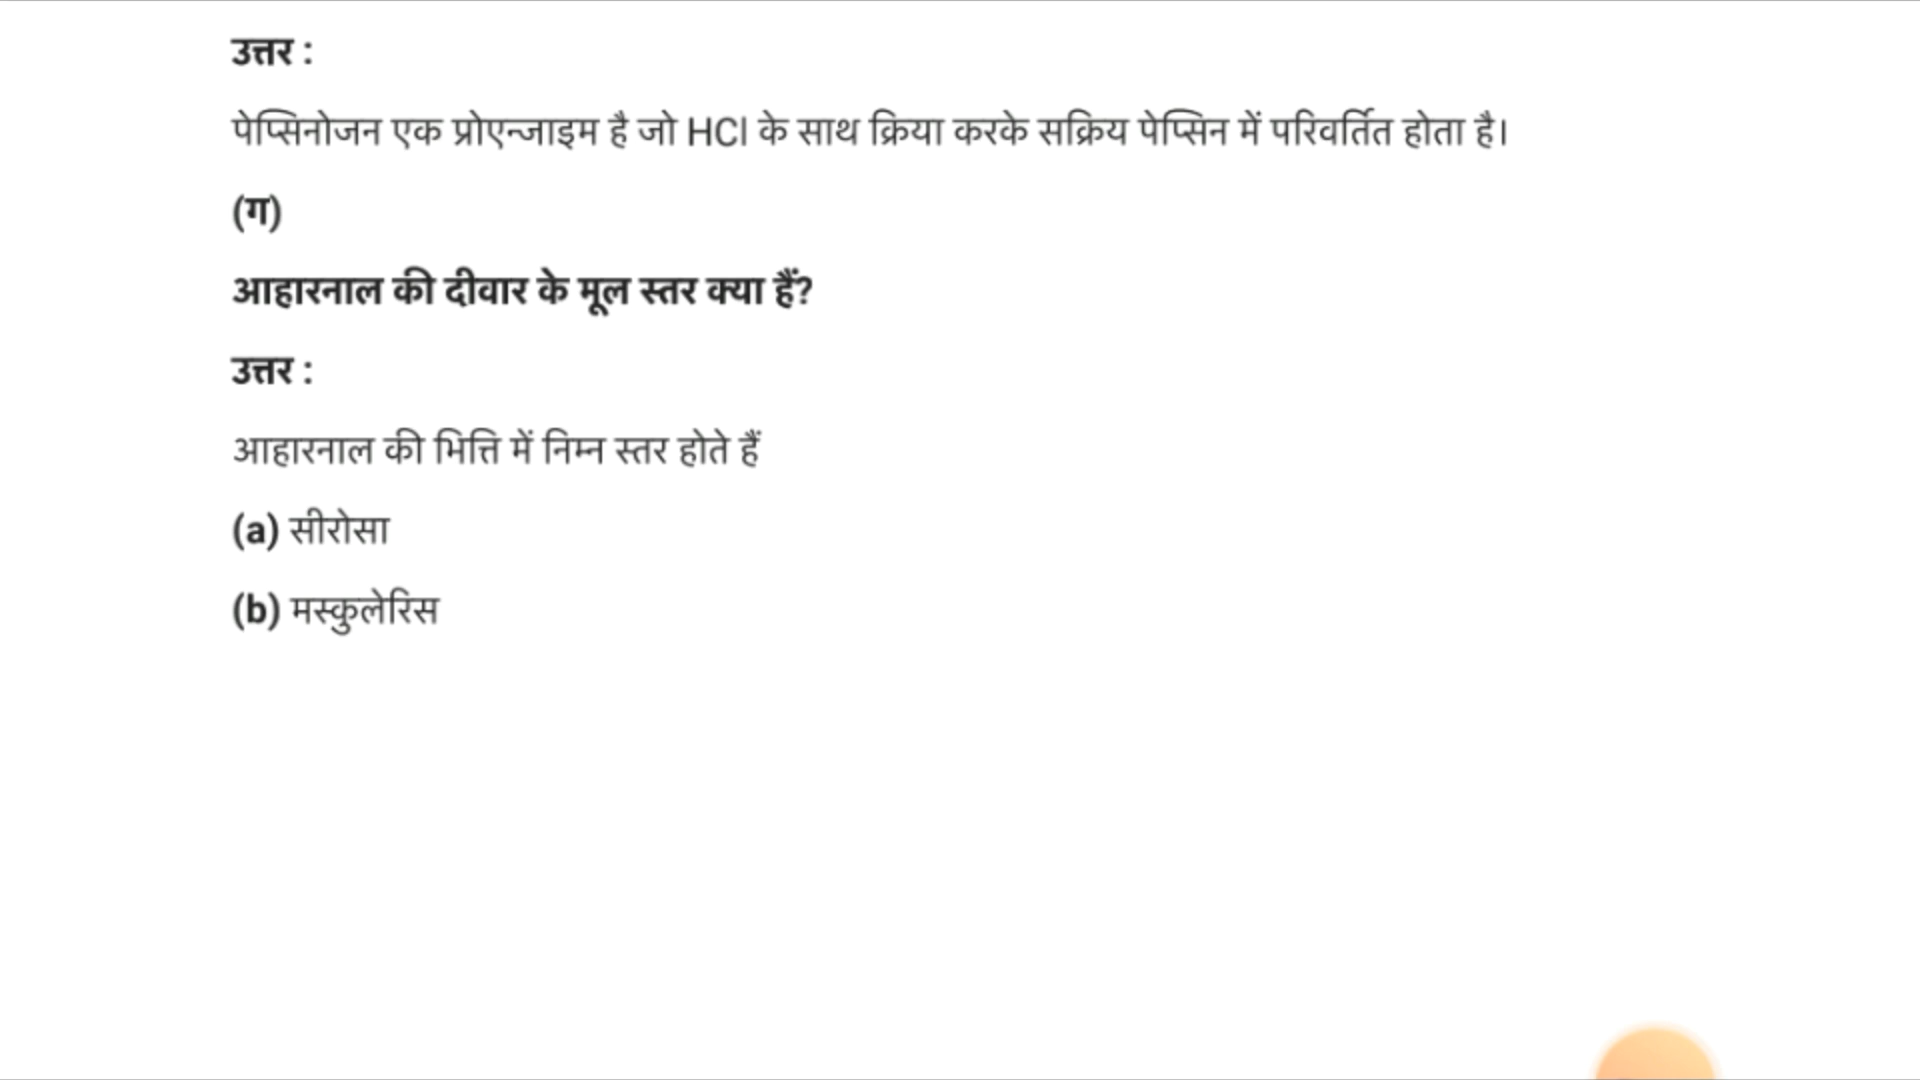 उत्तर :
पेप्सिनोजन एक प्रोएन्जाइम है जो HCl के साथ क्रिया करके सक्रिय पेप्सिन में परिवर्तित होता है।
(ग)
आहारनाल की दीवार के मूल स्तर क्या हैं?
उत्तर :
आहारनाल की भित्ति में निम्न स्तर होते हैं
(a) सीरोसा
(b) मस्कुलेरिस